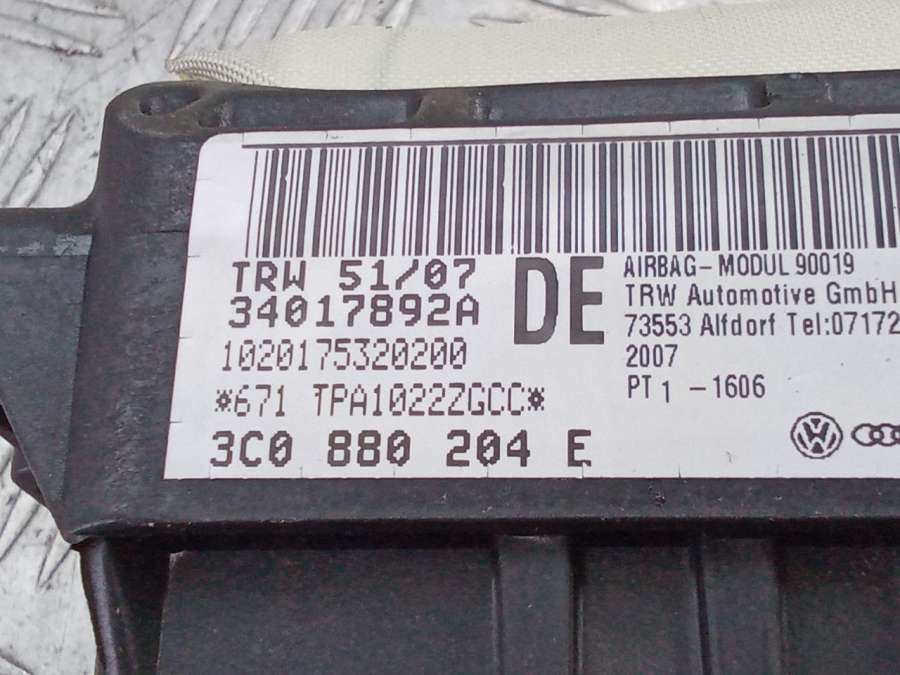 TRW 51/07
34017892A
1020175320200
*671 TPA1022ZGCC*
3C0 880 204 E
DE
AIRBAG-MODUL 90019
TRW Automotive GmbH
73553 Alfdorf Tel:07172
2007
PT 1 -1606